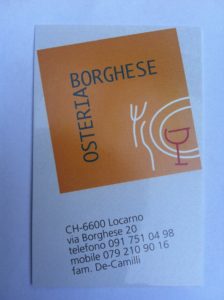 OSTERIA
BORGHESE
CH-6600 Locarno
via Borghese 20
telefono 091 751 04 98
mobile 079 210 90 16
fam. De-Camilli